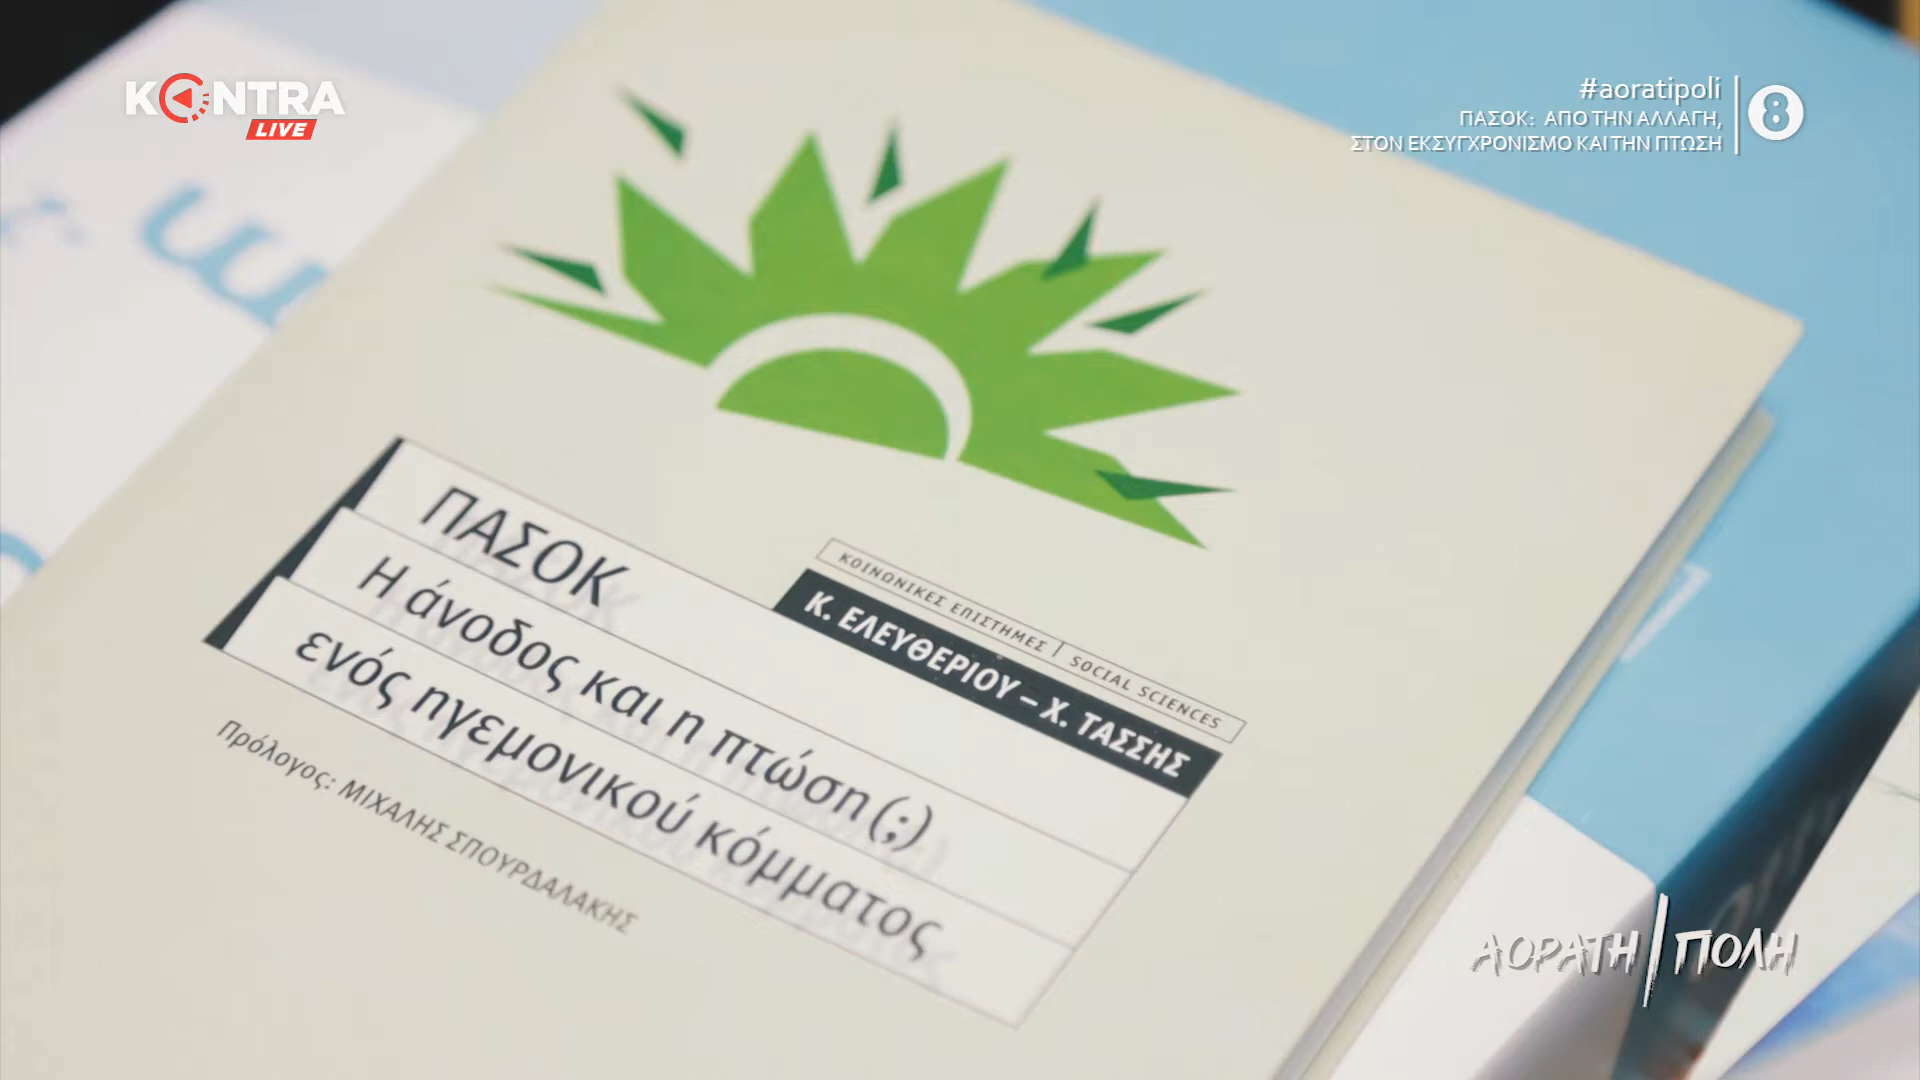 KONTRA
LIVE
#aoratipoli
ΠΑΣΟΚ: ΑΠΟ ΤΗΝ ΑΛΛΑΓΗ,
ΣΤΟΝ ΕΚΣΥΓΧΡΟΝΙΣΜΟ ΚΑΙ ΤΗΝ ΠΤΩΣΗ
8
ΚΟΙΝΩΝΙΚΕΣ ΕΠΙΣΤΗΜΕΣ | SOCIAL SCIENCES
Κ. ΕΛΕΥΘΕΡΙΟΥ – Χ. ΤΑΣΣΗΣ
ΠΑΣΟΚ
Η άνοδος και η πτώση (;)
ενός ηγεμονικού κόμματος
Πρόλογος: ΜΙΧΑΛΗΣ ΣΠΟΥΡΔΑΛΑΚΗΣ
ΑΟΡΑΤΗ ΠΟΛΗ